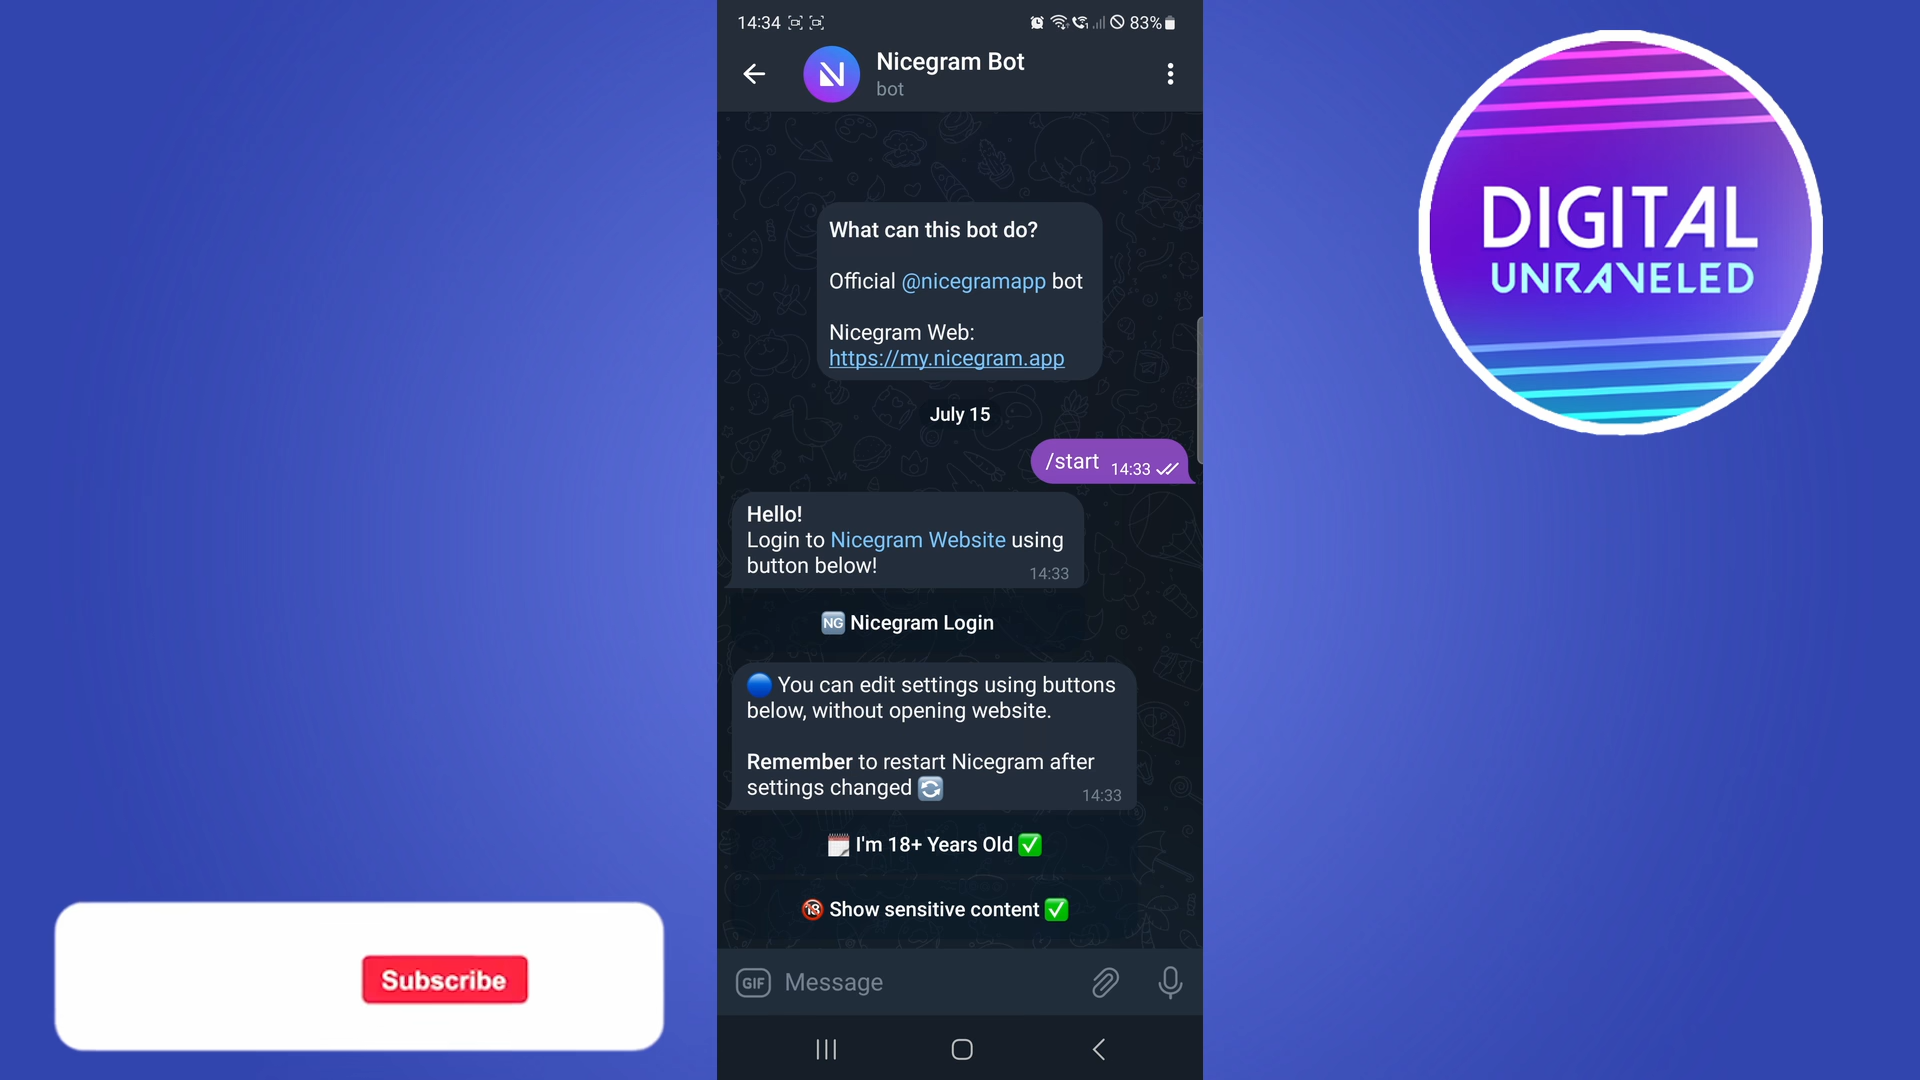 14:34
83%
Nicegram Bot
bot
What can this bot do?
Official @nicegramapp bot
Nicegram Web:
https://my.nicegram.app
July 15
/start 14:33
Hello!
Login to Nicegram Website using
button below!
14:33
NG Nicegram Login
You can edit settings using buttons
below, without opening website.
Remember to restart Nicegram after
settings changed
14:33
I'm 18+ Years Old
18 Show sensitive content
GIF Message
DIGITAL
UNRAVELED
Subscribe